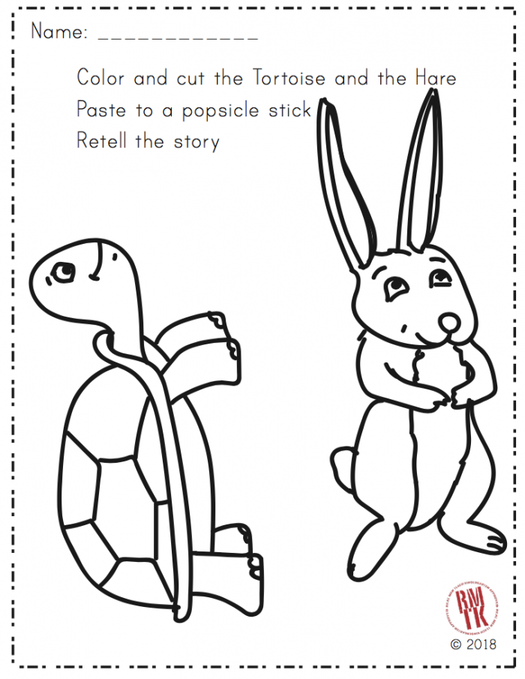 Name: ____________
Color and cut the Tortoise and the Hare
Paste to a popsicle stick
Retell the story
RM
TK
© 2018